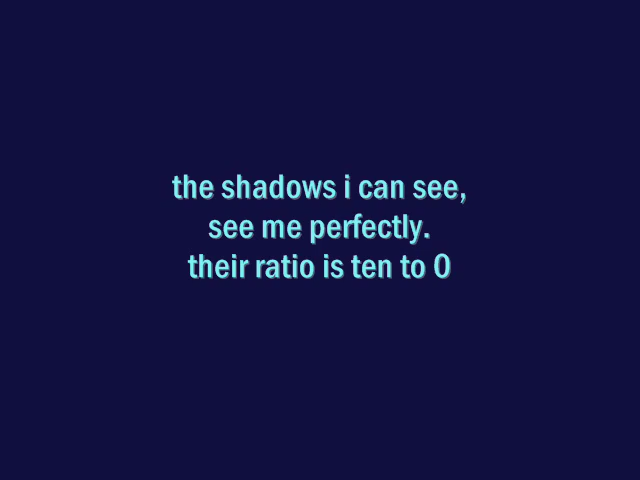 the shadows i can see,
see me perfectly.
their ratio is ten to 0